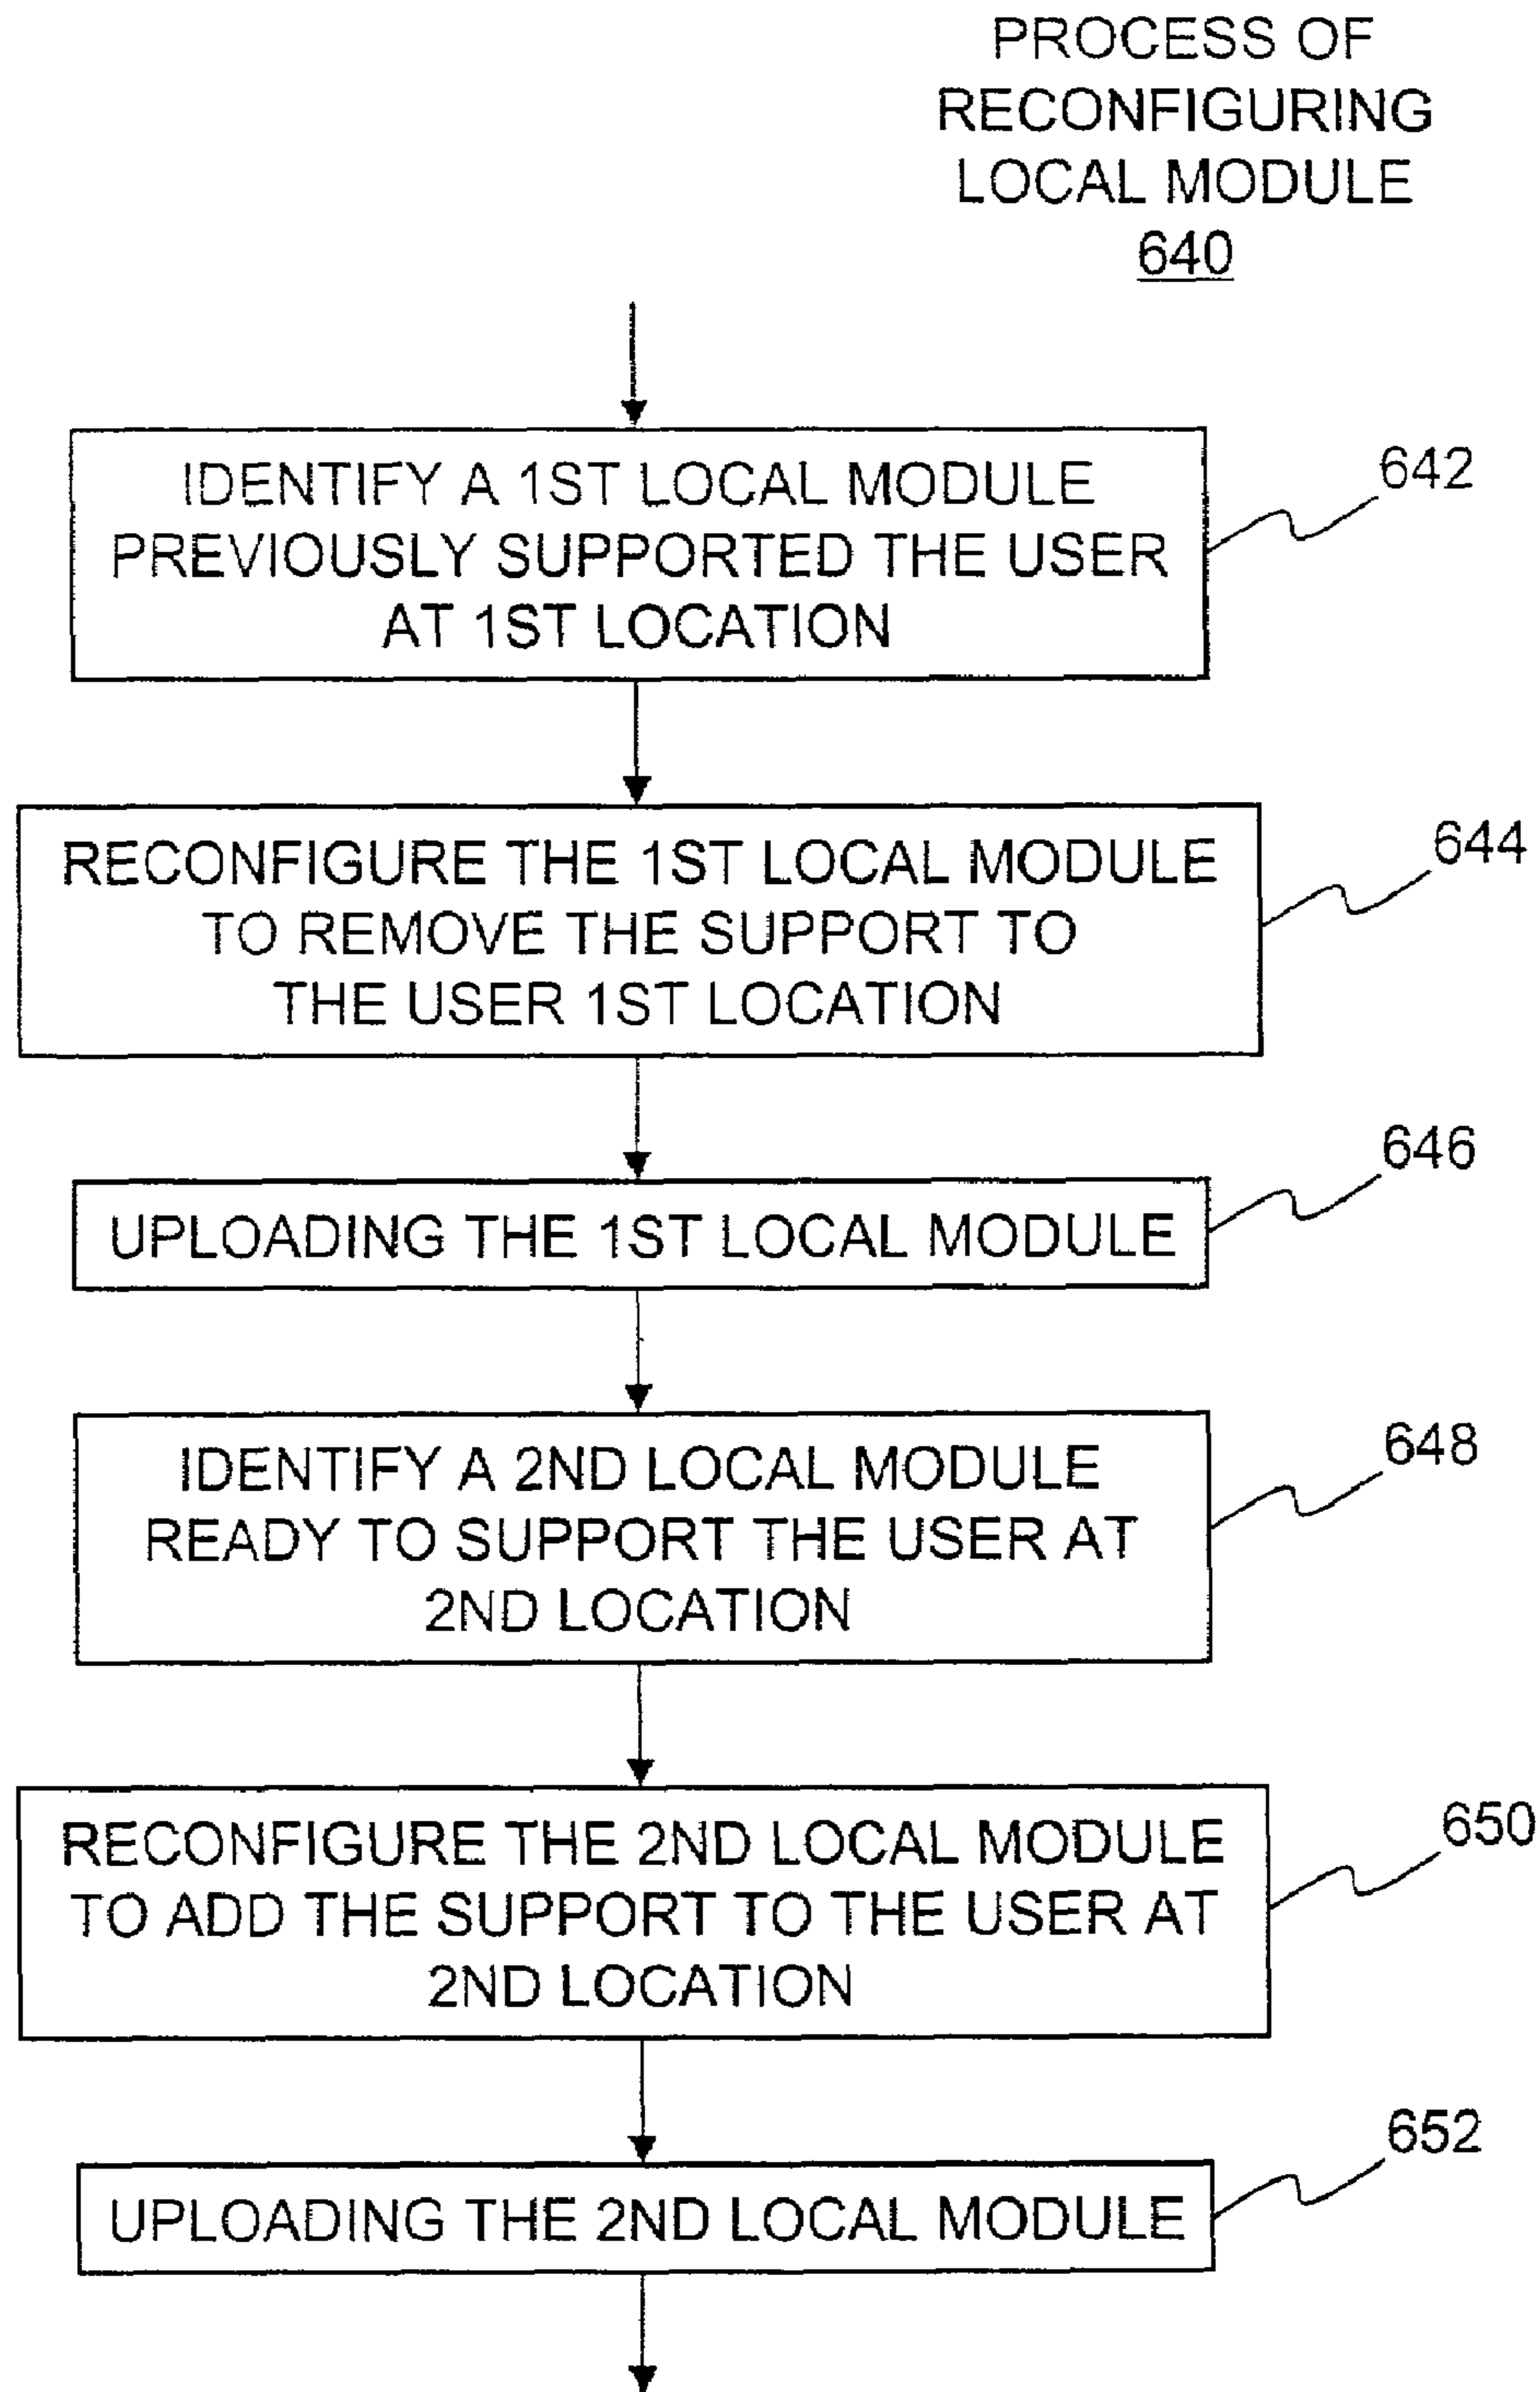 PROCESS OF
RECONFIGURING
LOCAL MODULE
640
IDENTIFY A 1ST LOCAL MODULE
PREVIOUSLY SUPPORTED THE USER
AT 1ST LOCATION
642
RECONFIGURE THE 1ST LOCAL MODULE
TO REMOVE THE SUPPORT TO
THE USER 1ST LOCATION
644
UPLOADING THE 1ST LOCAL MODULE
646
IDENTIFY A 2ND LOCAL MODULE
READY TO SUPPORT THE USER AT
2ND LOCATION
648
RECONFIGURE THE 2ND LOCAL MODULE
TO ADD THE SUPPORT TO THE USER AT
2ND LOCATION
650
UPLOADING THE 2ND LOCAL MODULE
652